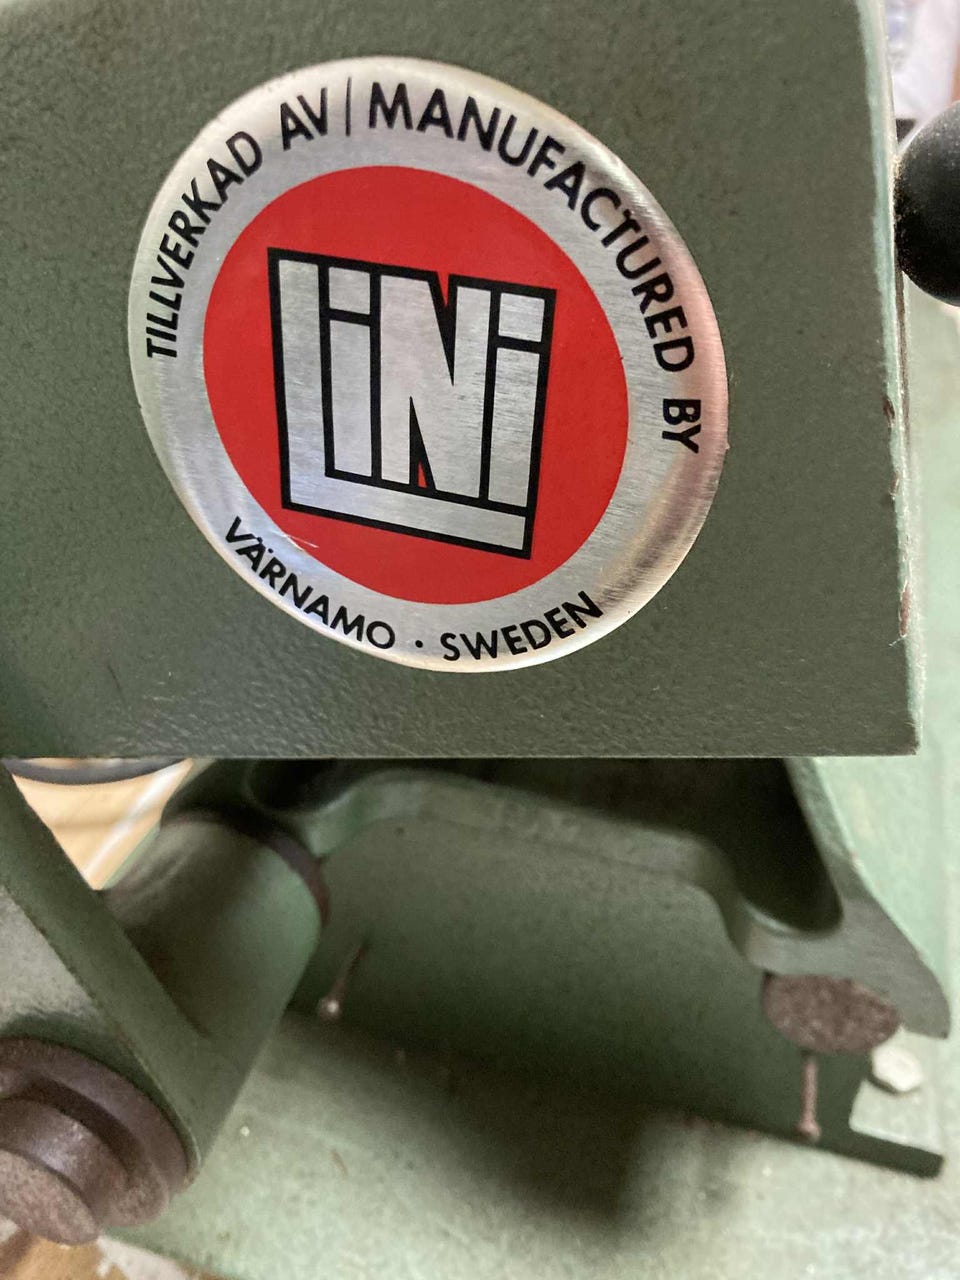 TILLVERKAD AV / MANUFACTURED BY
LiNi
VÄRNAMO · SWEDEN